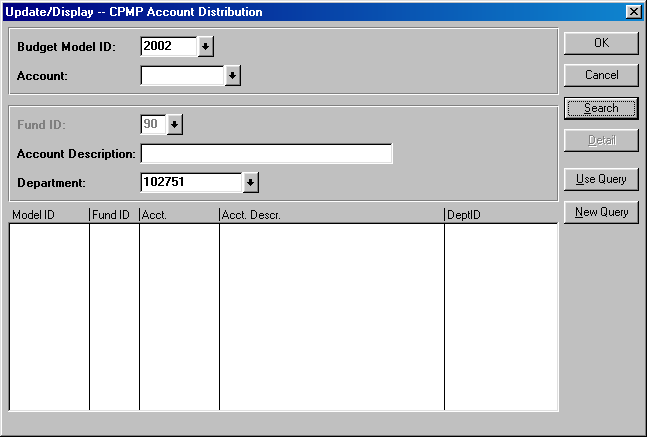 Update/Display -- CPMP Account Distribution
Budget Model ID: 2002
OK
Account:
Cancel
Search
Fund ID: 90
Detail
Account Description:
Department: 102751
Use Query
New Query
Model ID Fund ID Acct. Acct. Descr. DeptID